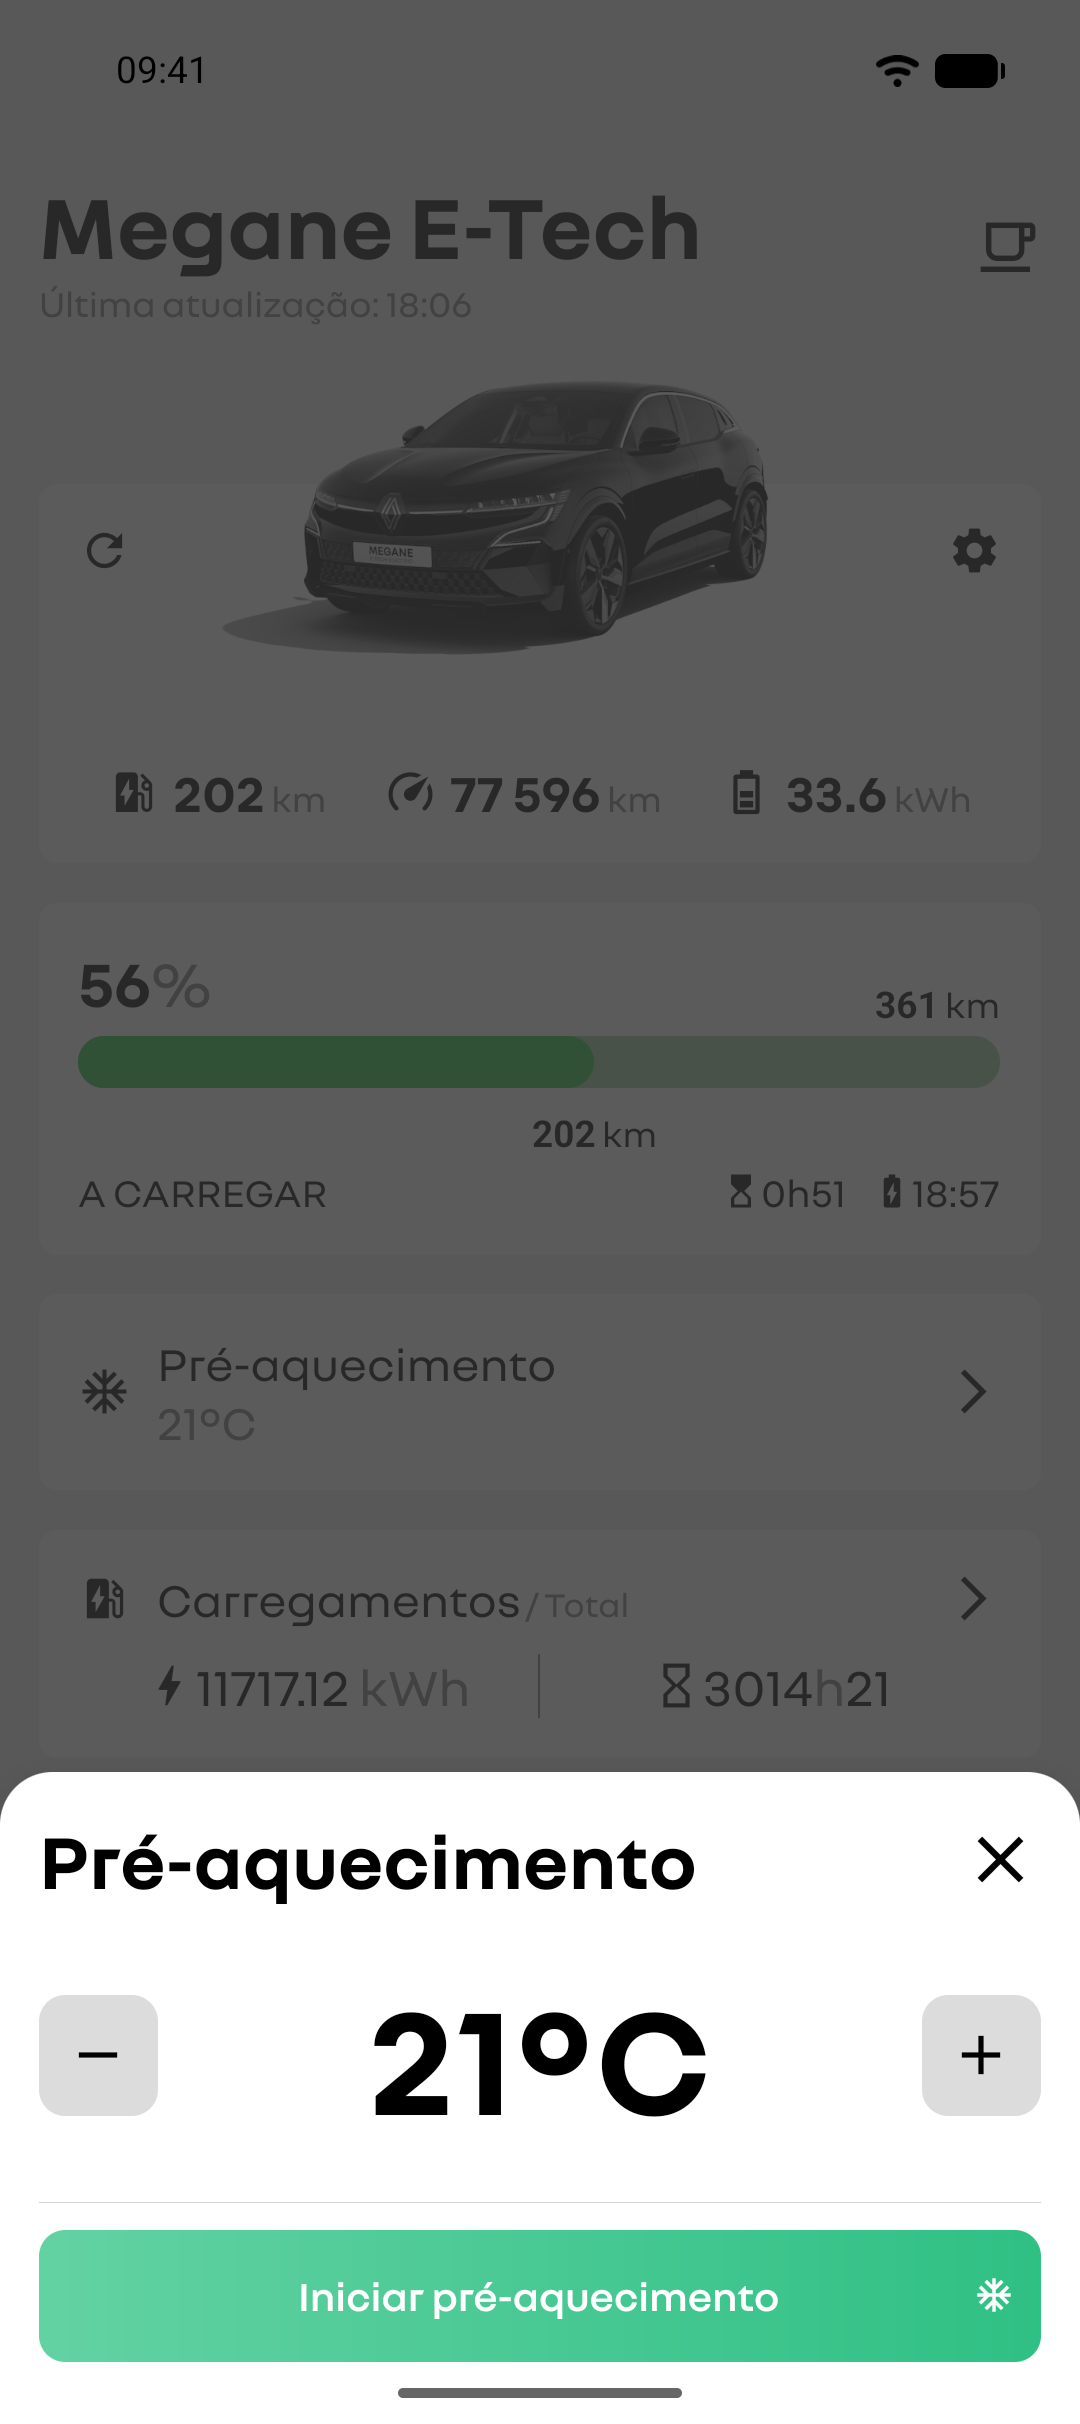 09:41
Megane E-Tech
Última atualização: 18:06
MEGANE
202 km
77 596 km
33.6 kWh
56%
361 km
202 km
A CARREGAR
0h51
18:57
Pré-aquecimento
21°C
Carregamentos / Total
11717.12 kWh
3014h21
Pré-aquecimento
21°C
Iniciar pré-aquecimento